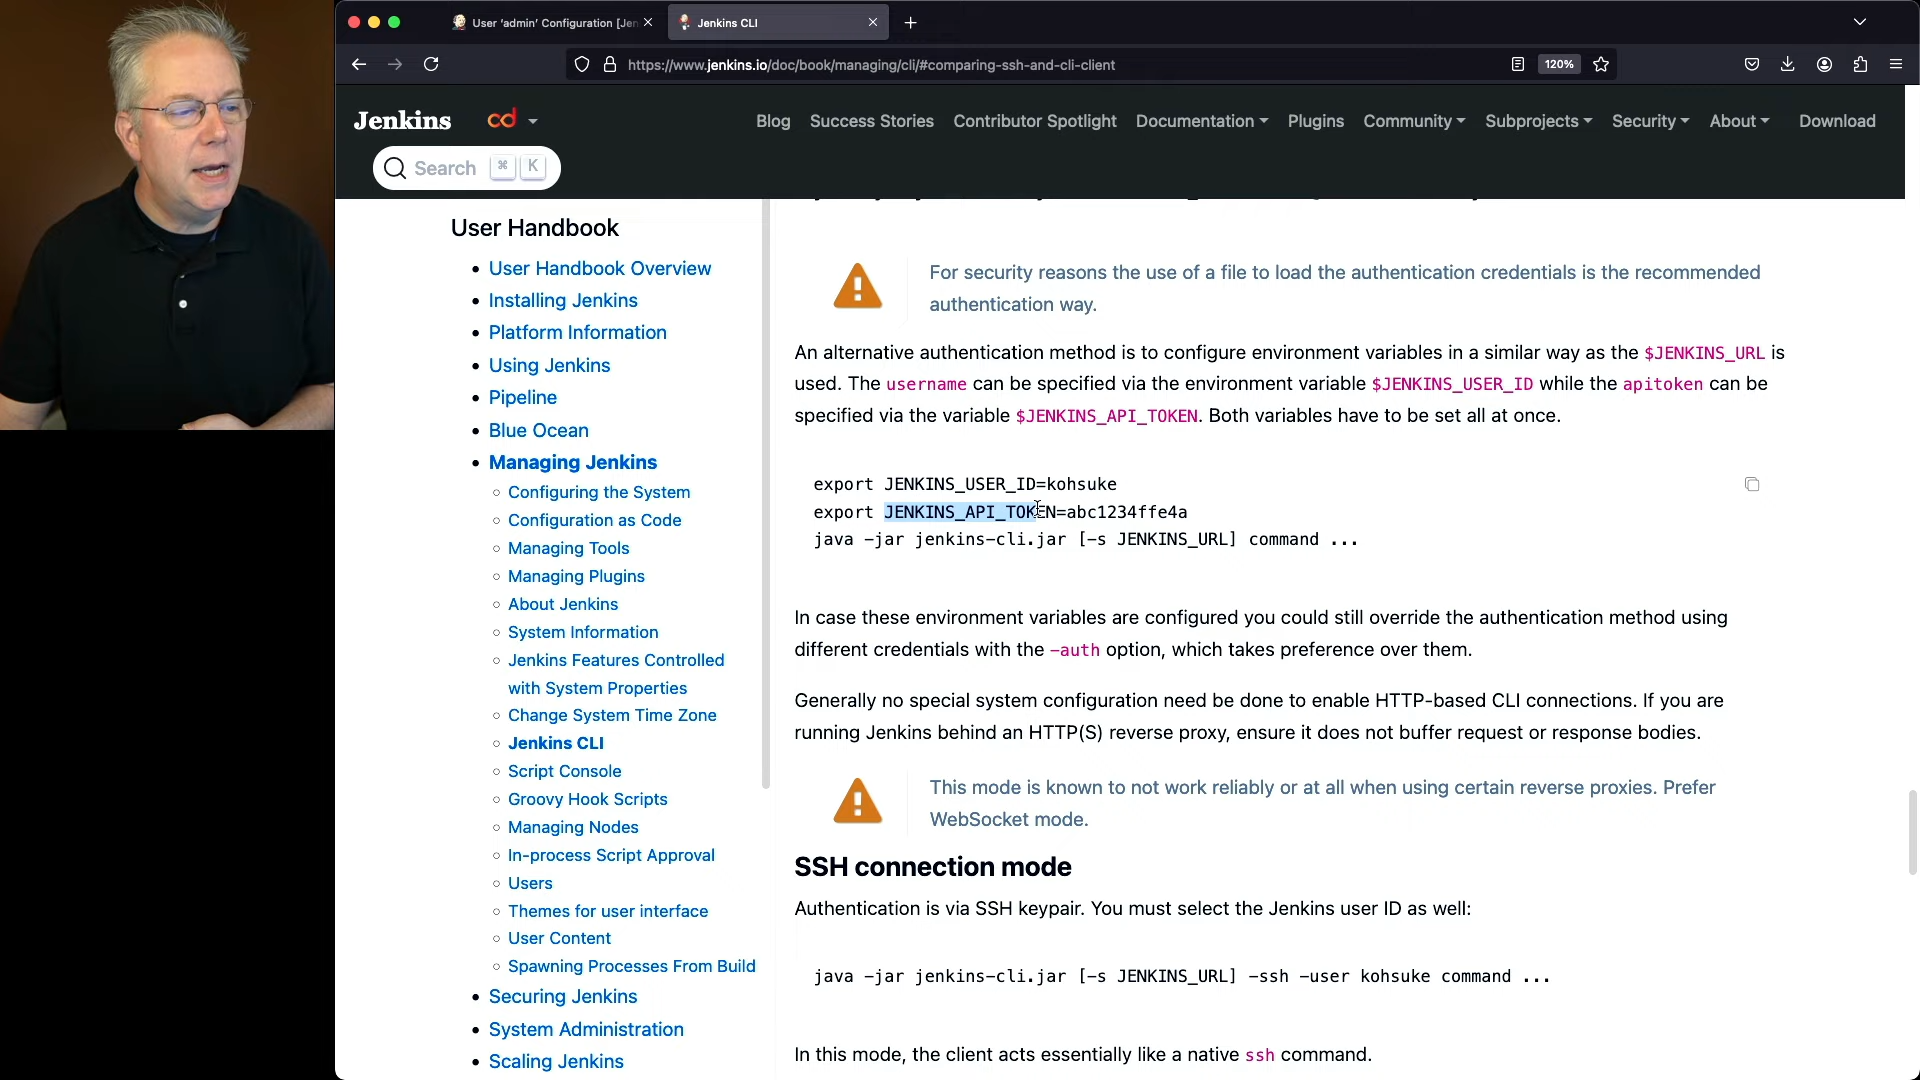 User ‘admin’ Configuration [Jen
Jenkins CLI
https://www.jenkins.io/doc/book/managing/cli/#comparing-ssh-and-cli-client
120%
Jenkins
cd
Blog
Success Stories
Contributor Spotlight
Documentation
Plugins
Community
Subprojects
Security
About
Download
Search ⌘ K
User Handbook
User Handbook Overview
Installing Jenkins
Platform Information
Using Jenkins
Pipeline
Blue Ocean
Managing Jenkins
Configuring the System
Configuration as Code
Managing Tools
Managing Plugins
About Jenkins
System Information
Jenkins Features Controlled
with System Properties
Change System Time Zone
Jenkins CLI
Script Console
Groovy Hook Scripts
Managing Nodes
In-process Script Approval
Users
Themes for user interface
User Content
Spawning Processes From Build
Securing Jenkins
System Administration
Scaling Jenkins
For security reasons the use of a file to load the authentication credentials is the recommended
authentication way.
An alternative authentication method is to configure environment variables in a similar way as the $JENKINS_URL is
used. The username can be specified via the environment variable $JENKINS_USER_ID while the apitoken can be
specified via the variable $JENKINS_API_TOKEN. Both variables have to be set all at once.
export JENKINS_USER_ID=kohsuke
export JENKINS_API_TOKEN=abc1234ffe4a
java -jar jenkins-cli.jar [-s JENKINS_URL] command ...
In case these environment variables are configured you could still override the authentication method using
different credentials with the -auth option, which takes preference over them.
Generally no special system configuration need be done to enable HTTP-based CLI connections. If you are
running Jenkins behind an HTTP(S) reverse proxy, ensure it does not buffer request or response bodies.
This mode is known to not work reliably or at all when using certain reverse proxies. Prefer
WebSocket mode.
SSH connection mode
Authentication is via SSH keypair. You must select the Jenkins user ID as well:
java -jar jenkins-cli.jar [-s JENKINS_URL] -ssh -user kohsuke command ...
In this mode, the client acts essentially like a native ssh command.